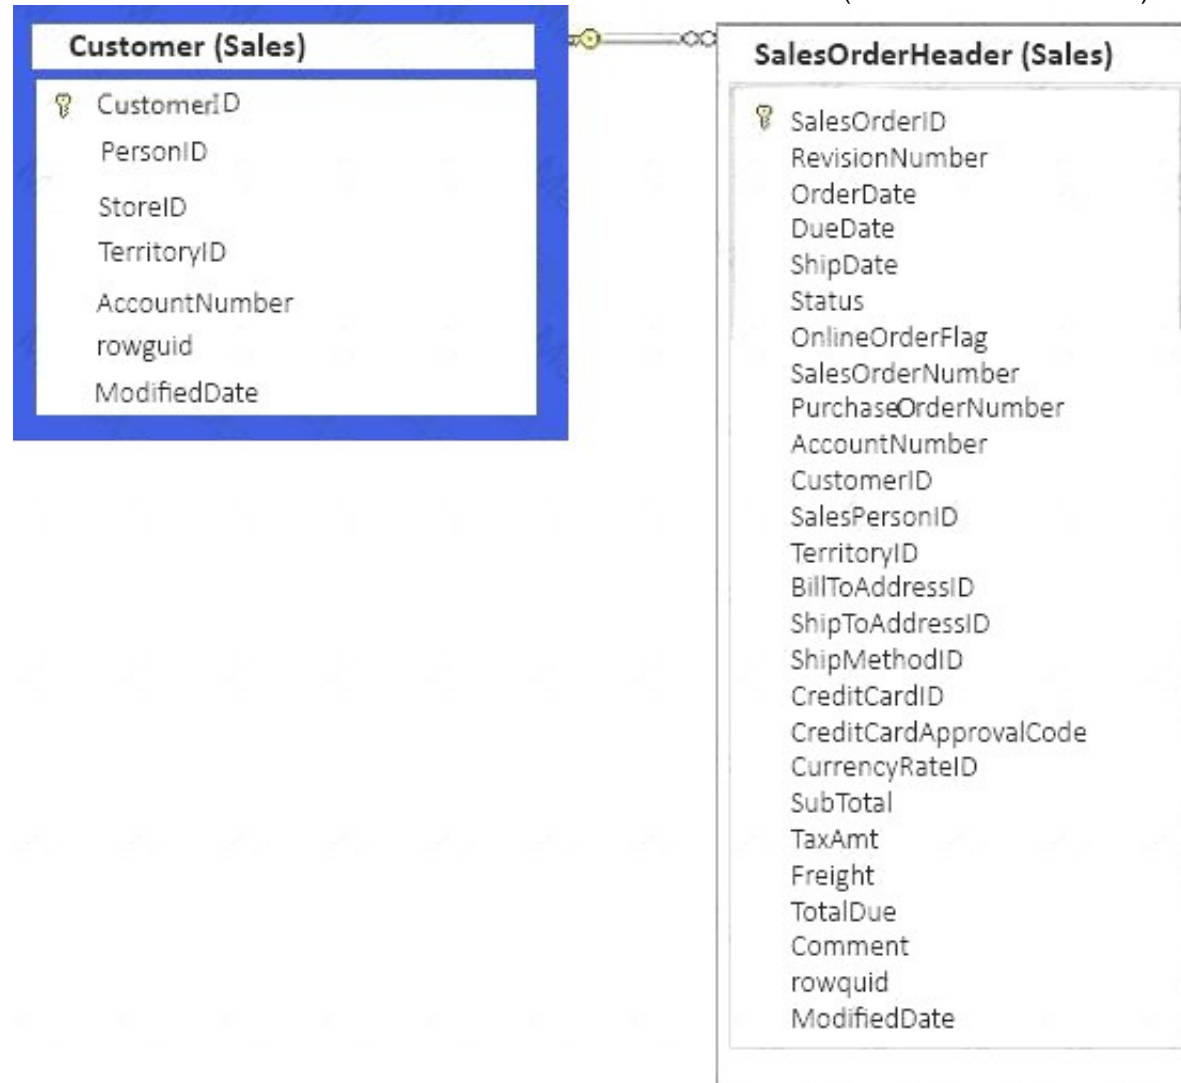 Customer (Sales)
CustomerID
PersonID
StoreID
TerritoryID
AccountNumber
rowguid
ModifiedDate
SalesOrderHeader (Sales)
SalesOrderID
RevisionNumber
OrderDate
DueDate
ShipDate
Status
OnlineOrderFlag
SalesOrderNumber
PurchaseOrderNumber
AccountNumber
CustomerID
SalesPersonID
TerritoryID
BillToAddressID
ShipToAddressID
ShipMethodID
CreditCardID
CreditCardApprovalCode
CurrencyRateID
SubTotal
TaxAmt
Freight
TotalDue
Comment
rowquid
ModifiedDate